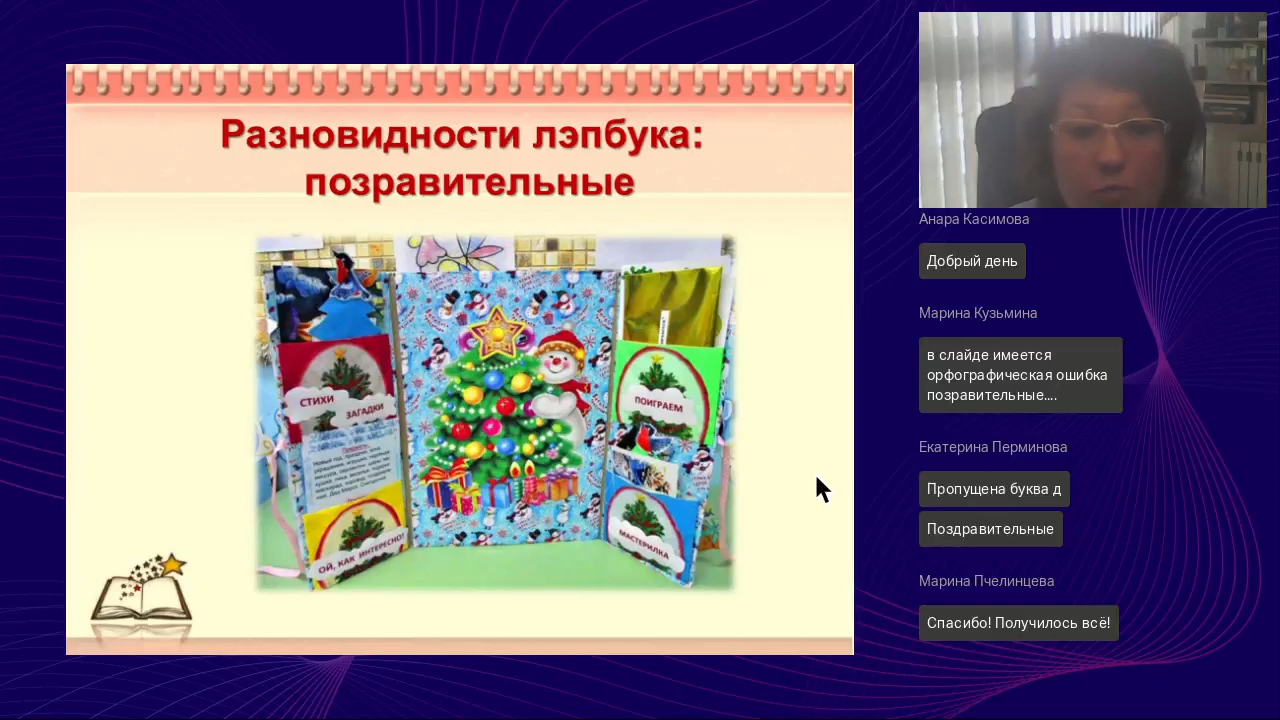 Разновидности лэпбука:
позравительные
СТИХИ
ЗАГАДКИ
ПОИГРАЕМ
ОЙ, КАК ИНТЕРЕСНО!
МАСТЕРИЛКА
Анара Касимова
Добрый день
Марина Кузьмина
в слайде имеется
орфографическая ошибка
позравительные....
Екатерина Перминова
Пропущена буква д
Поздравительные
Марина Пчелинцева
Спасибо! Получилось всё!